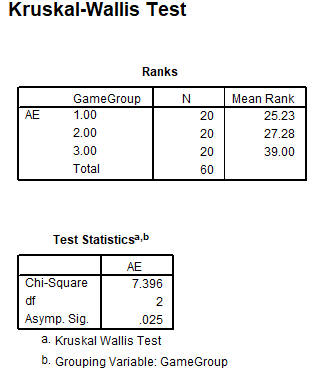 Kruskal-Wallis Test
Ranks
GameGroup N Mean Rank
AE 1.00 20 25.23
2.00 20 27.28
3.00 20 39.00
Total 60
Test Statisticsa,b
AE
Chi-Square 7.396
df 2
Asymp. Sig. .025
a. Kruskal Wallis Test
b. Grouping Variable: GameGroup